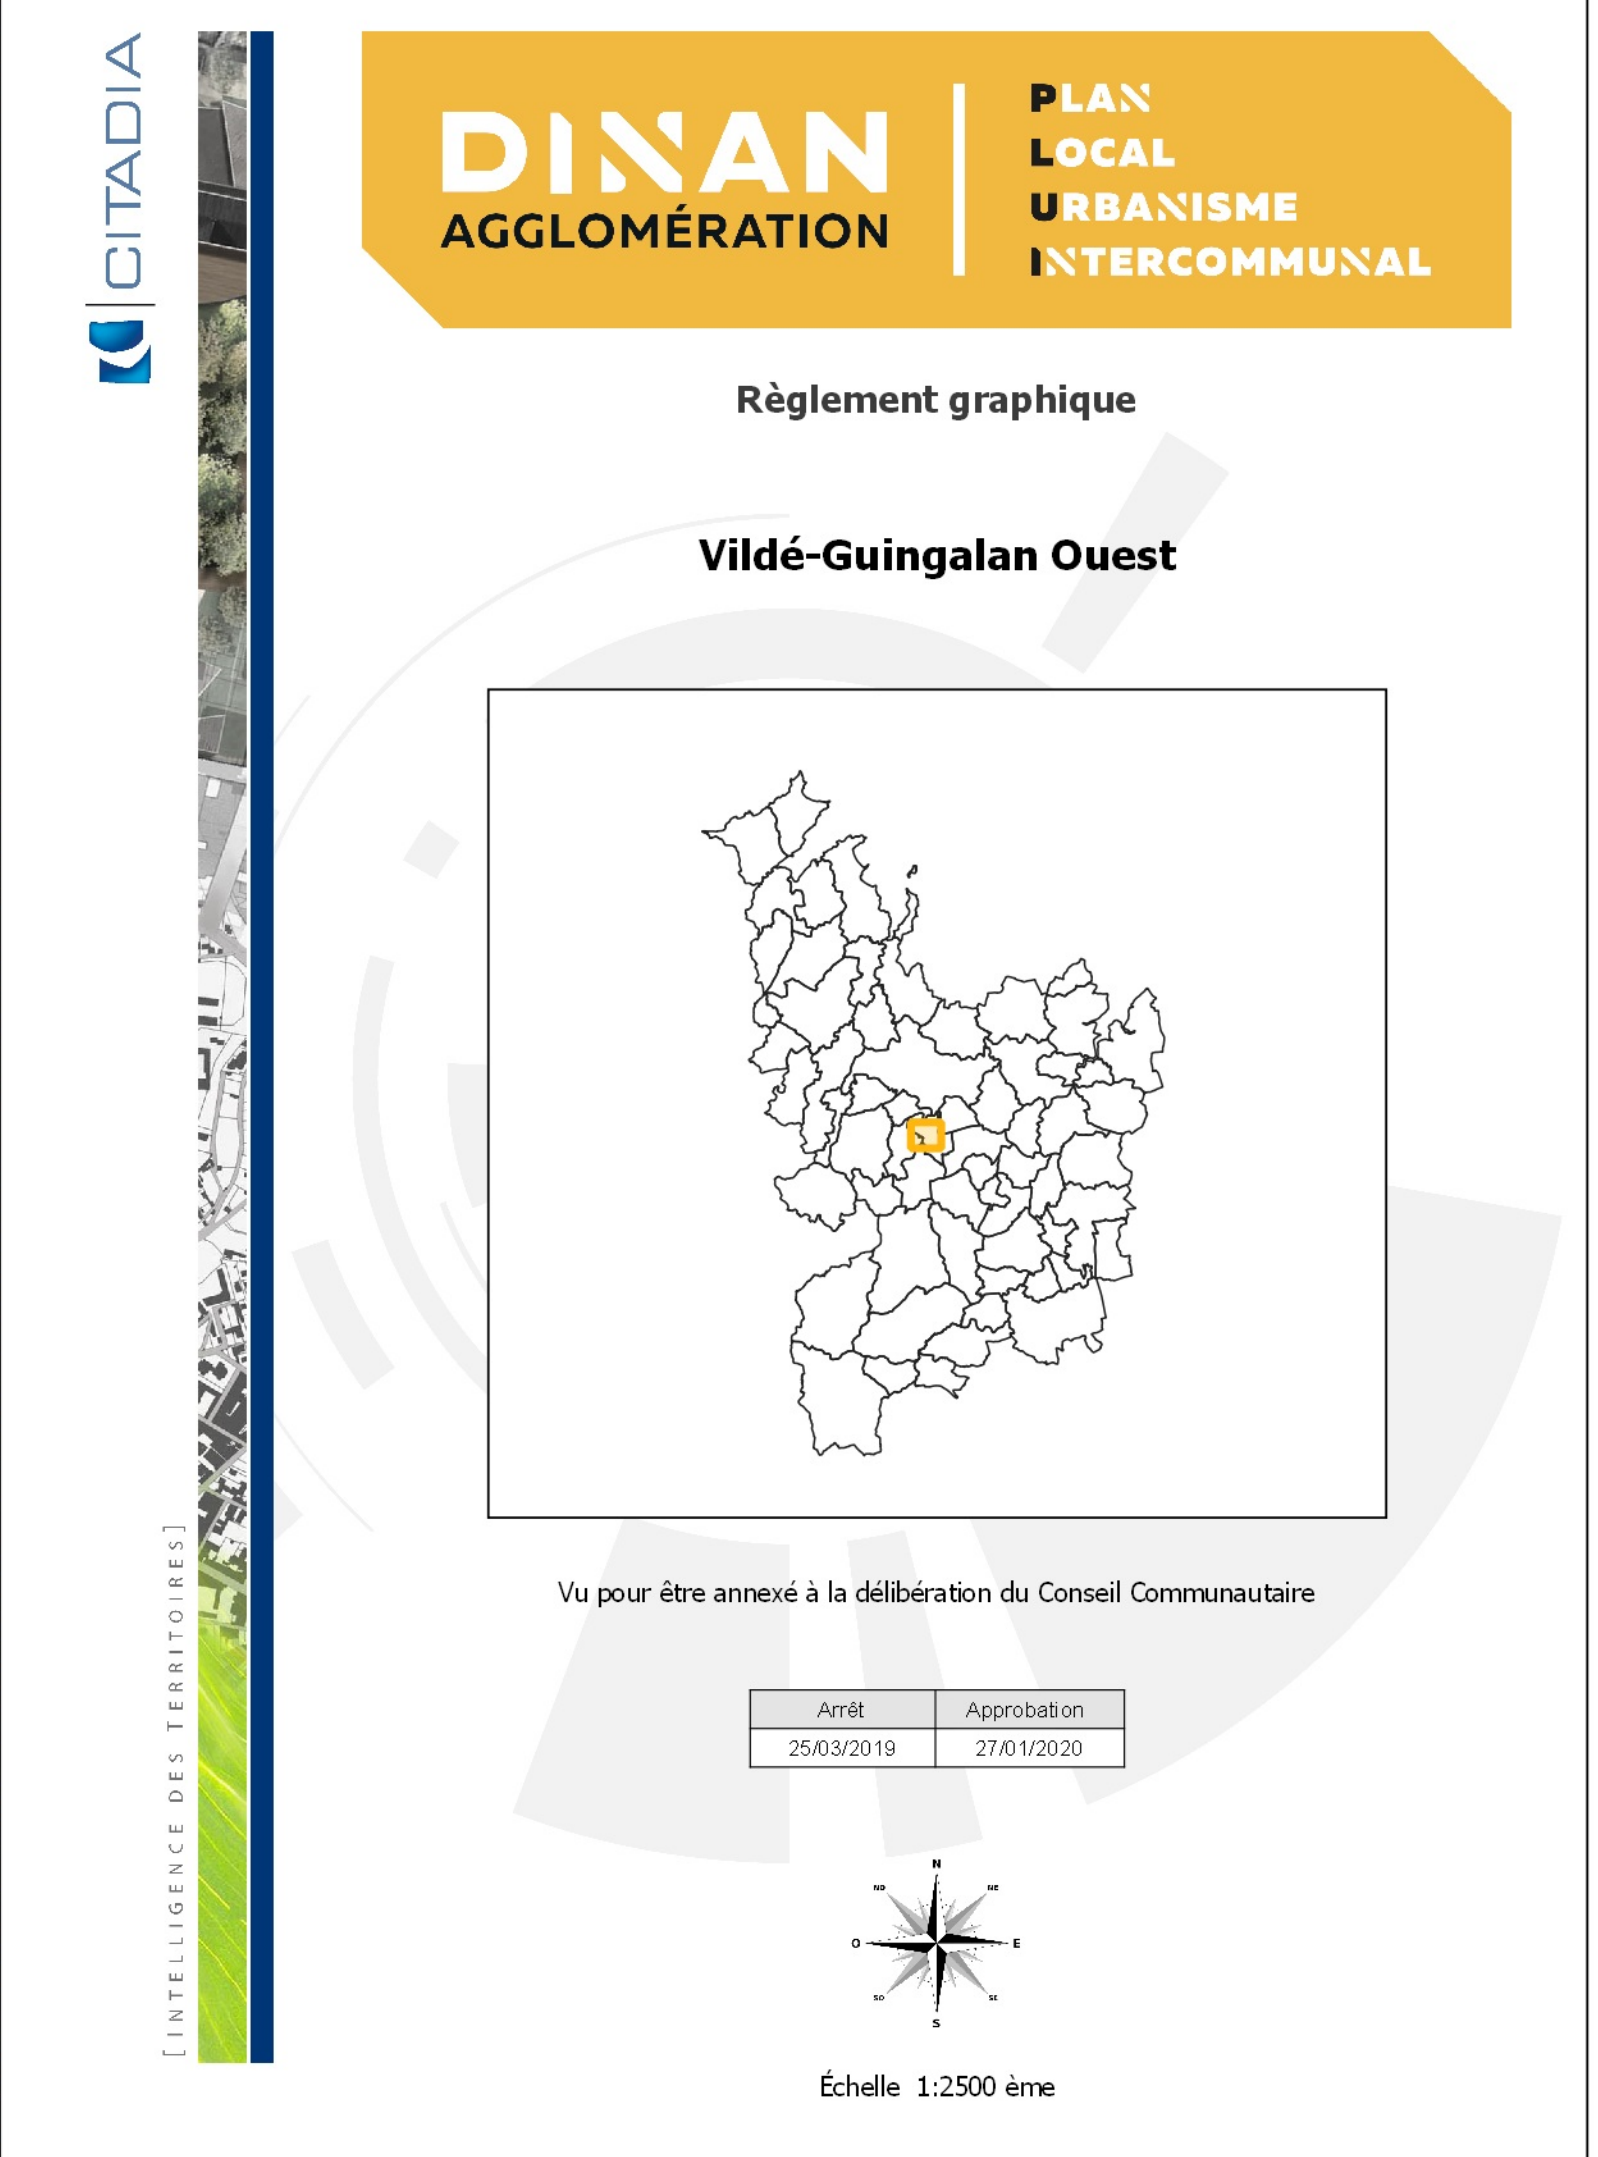 CITADIA
DINAN
AGGLOMÉRATION
PLAN
LOCAL
URBANISME
INTERCOMMUNAL
Règlement graphique
Vildé-Guingalan Ouest
Vu pour être annexé à la délibération du Conseil Communautaire
Arrêt Approbation
25/03/2019 27/01/2020
N
NO NE
O E
SO SE
S
Échelle 1:2500 ème
[INTELLIGENCE DES TERRITOIRES]